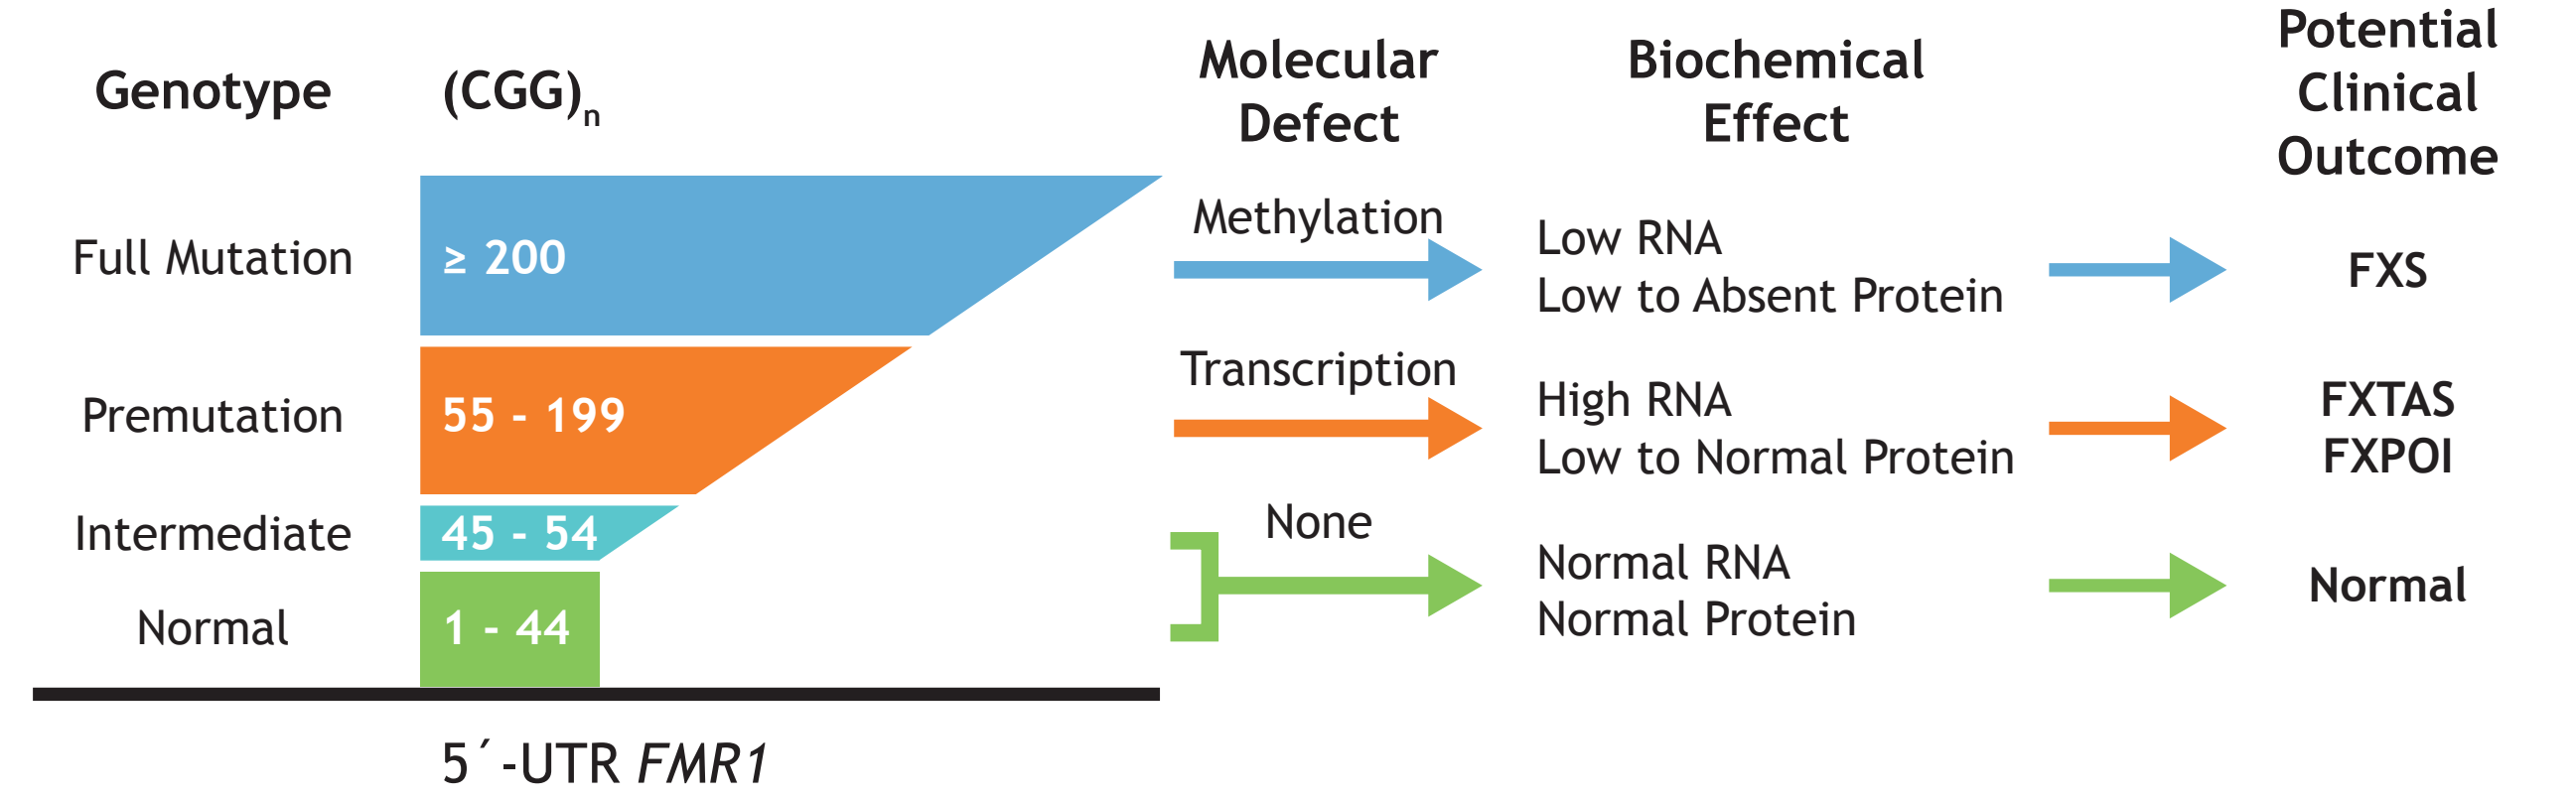 Genotype
(CGG)n
Molecular
Defect
Biochemical
Effect
Potential
Clinical
Outcome
Full Mutation
≥ 200
Methylation
Low RNA
Low to Absent Protein
FXS
Premutation
55 - 199
Transcription
High RNA
Low to Normal Protein
FXTAS
FXPOI
Intermediate
45 - 54
None
Normal RNA
Normal Protein
Normal
Normal
1 - 44
5´-UTR FMR1